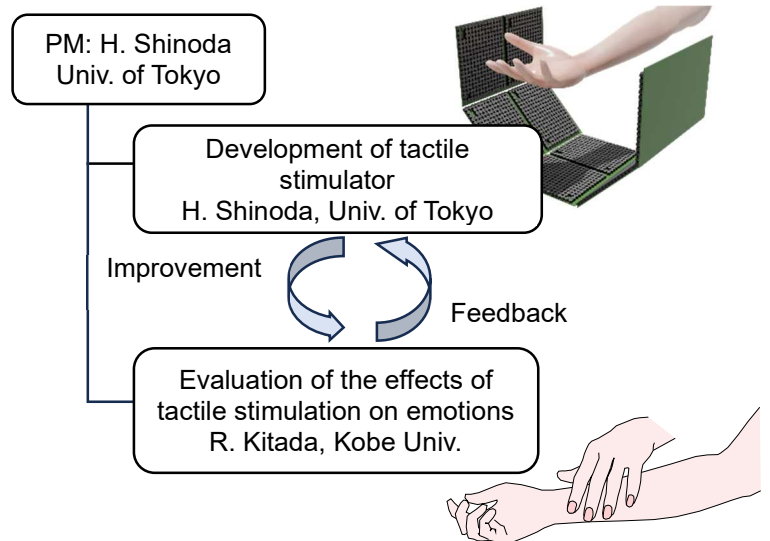 PM: H. Shinoda
Univ. of Tokyo
Development of tactile
stimulator
H. Shinoda, Univ. of Tokyo
Improvement
Feedback
Evaluation of the effects of
tactile stimulation on emotions
R. Kitada, Kobe Univ.